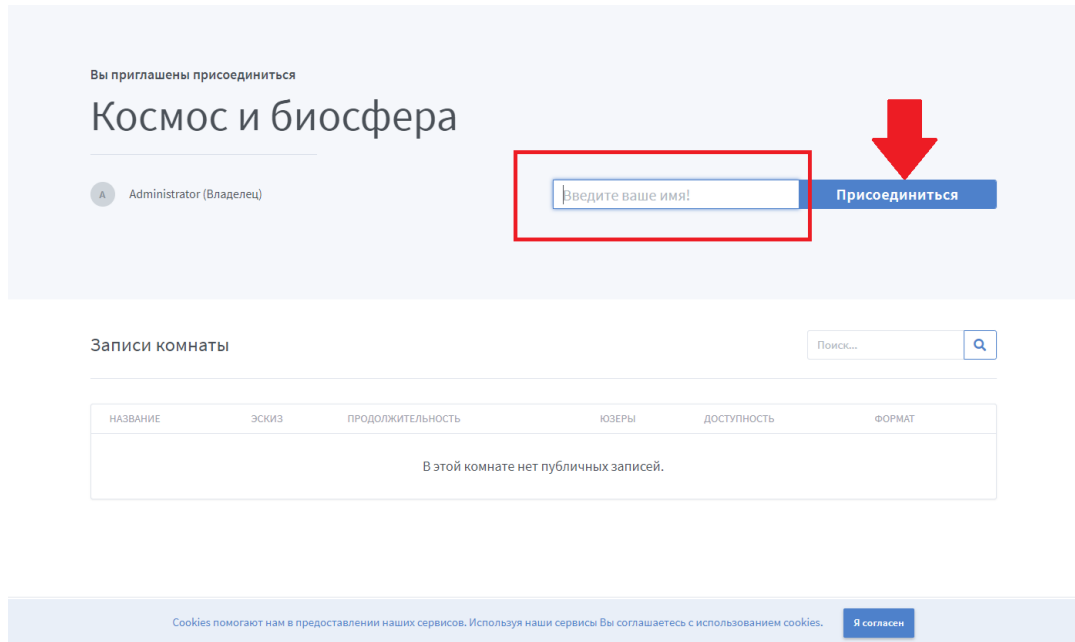 Вы приглашены присоединиться
Космос и биосфера
A Administrator (Владелец)
Введите ваше имя! Присоединиться
Записи комнаты
Поиск...
НАЗВАНИЕ ЭСКИЗ ПРОДОЛЖИТЕЛЬНОСТЬ ЮЗЕРЫ ДОСТУПНОСТЬ ФОРМАТ
В этой комнате нет публичных записей.
Cookies помогают нам в предоставлении наших сервисов. Используя наши сервисы Вы соглашаетесь с использованием cookies. Я согласен